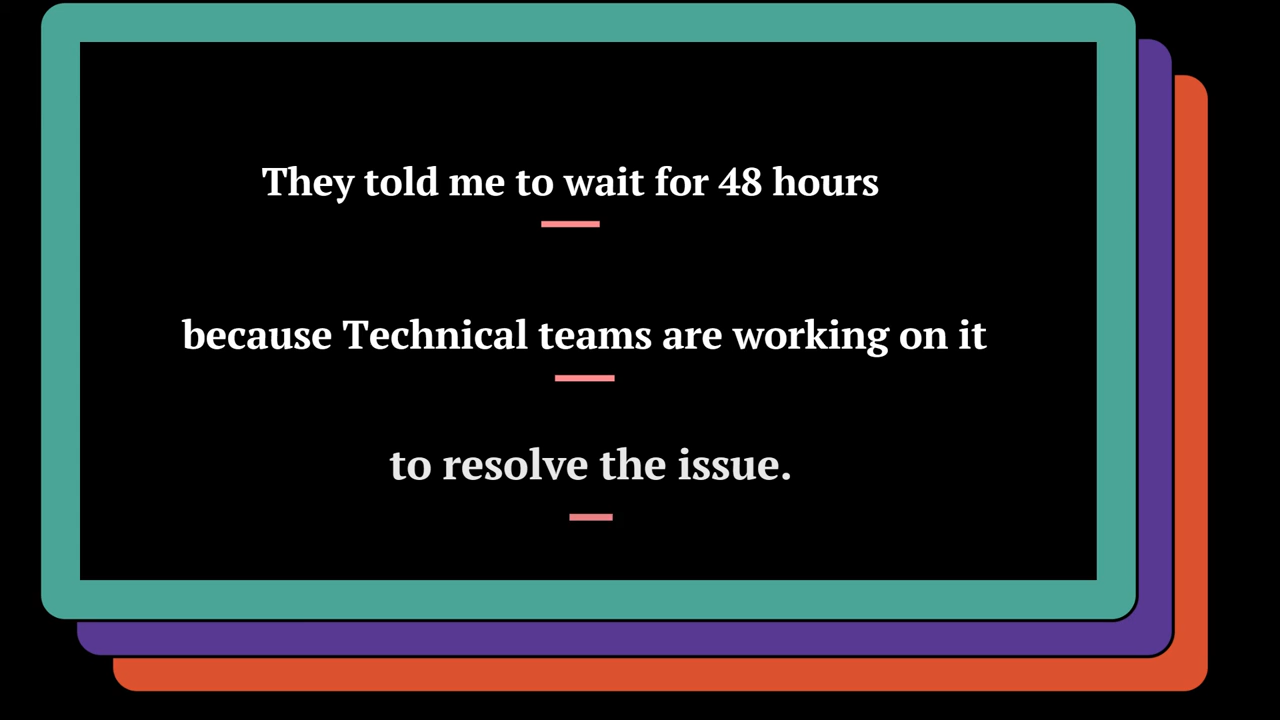 They told me to wait for 48 hours
because Technical teams are working on it
to resolve the issue.